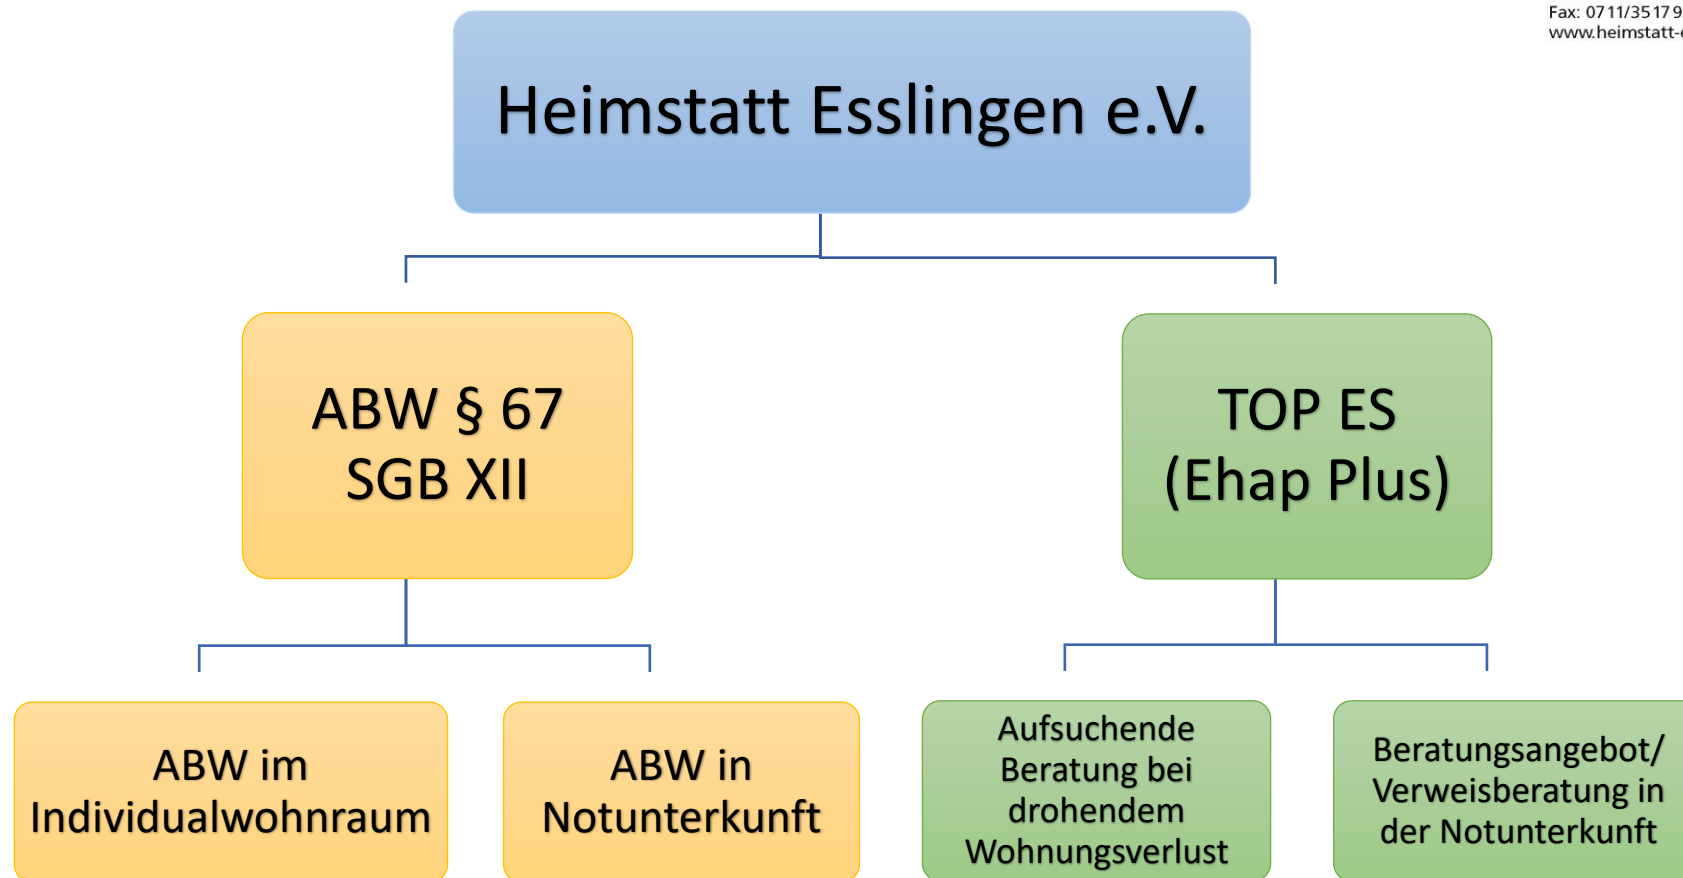 Fax: 0711/35179
www.heimstatt-e
Heimstatt Esslingen e.V.
ABW § 67
SGB XII
TOP ES
(Ehap Plus)
ABW im
Individualwohnraum
ABW in
Notunterkunft
Aufsuchende
Beratung bei
drohendem
Wohnungsverlust
Beratungsangebot/
Verweisberatung in
der Notunterkunft